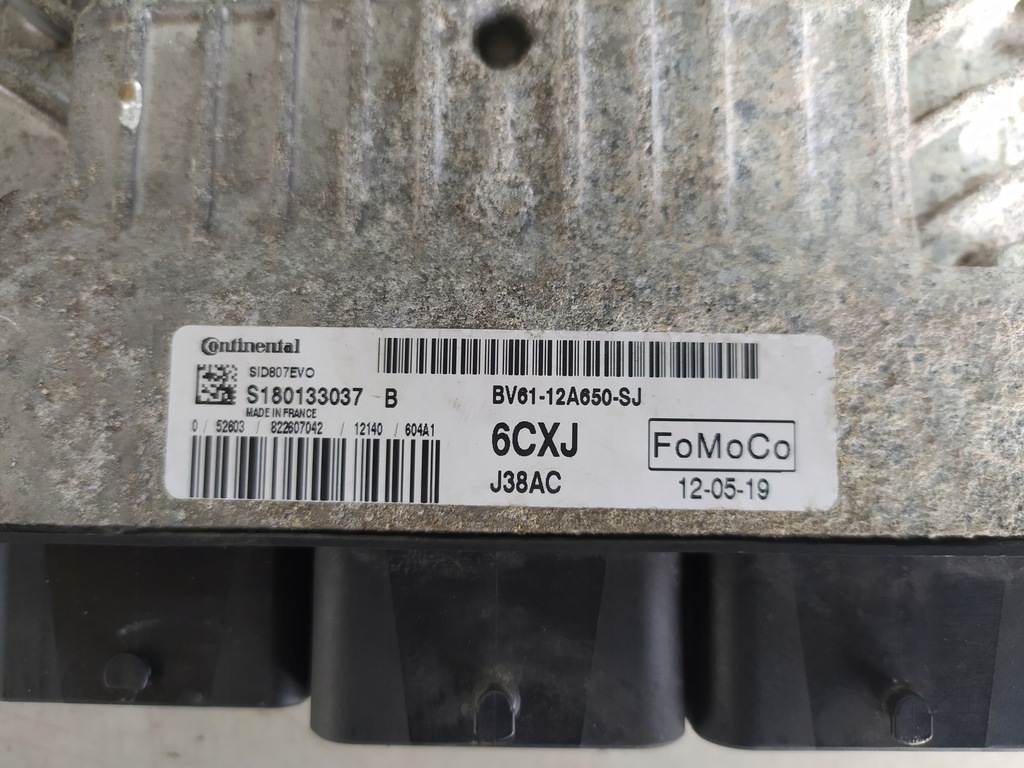 Continental
SID807EVO
S180133037 B
MADE IN FRANCE
0 / 52603 / 822607042 / 12140 / 604A1
BV61-12A650-SJ
6CXJ
J38AC
FoMoCo
12-05-19